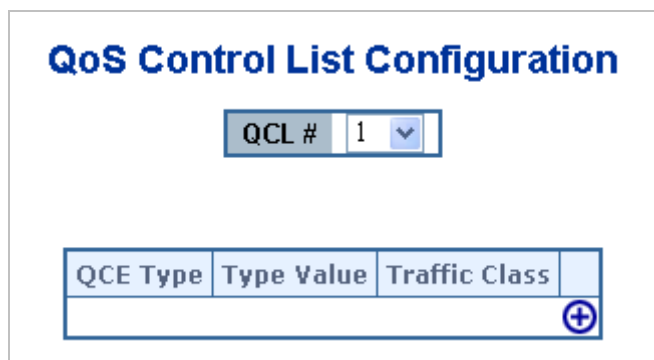 QoS Control List Configuration
QCL # 1
QCE Type Type Value Traffic Class